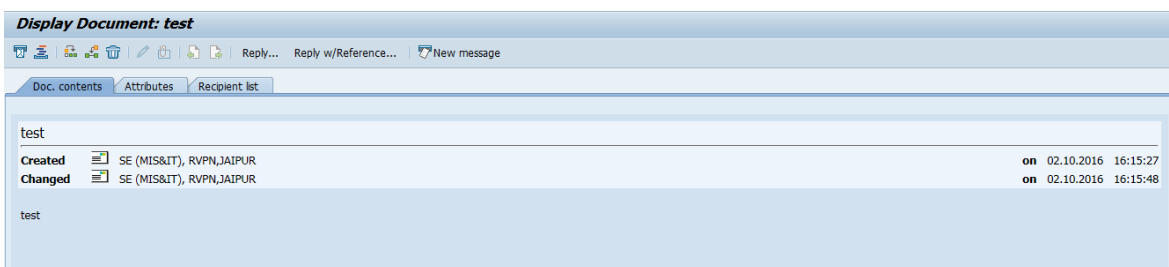 Display Document: test
Reply... Reply w/Reference... New message
Doc. contents Attributes Recipient list
test
Created SE (MIS&IT), RVPN,JAIPUR on 02.10.2016 16:15:27
Changed SE (MIS&IT), RVPN,JAIPUR on 02.10.2016 16:15:48
test